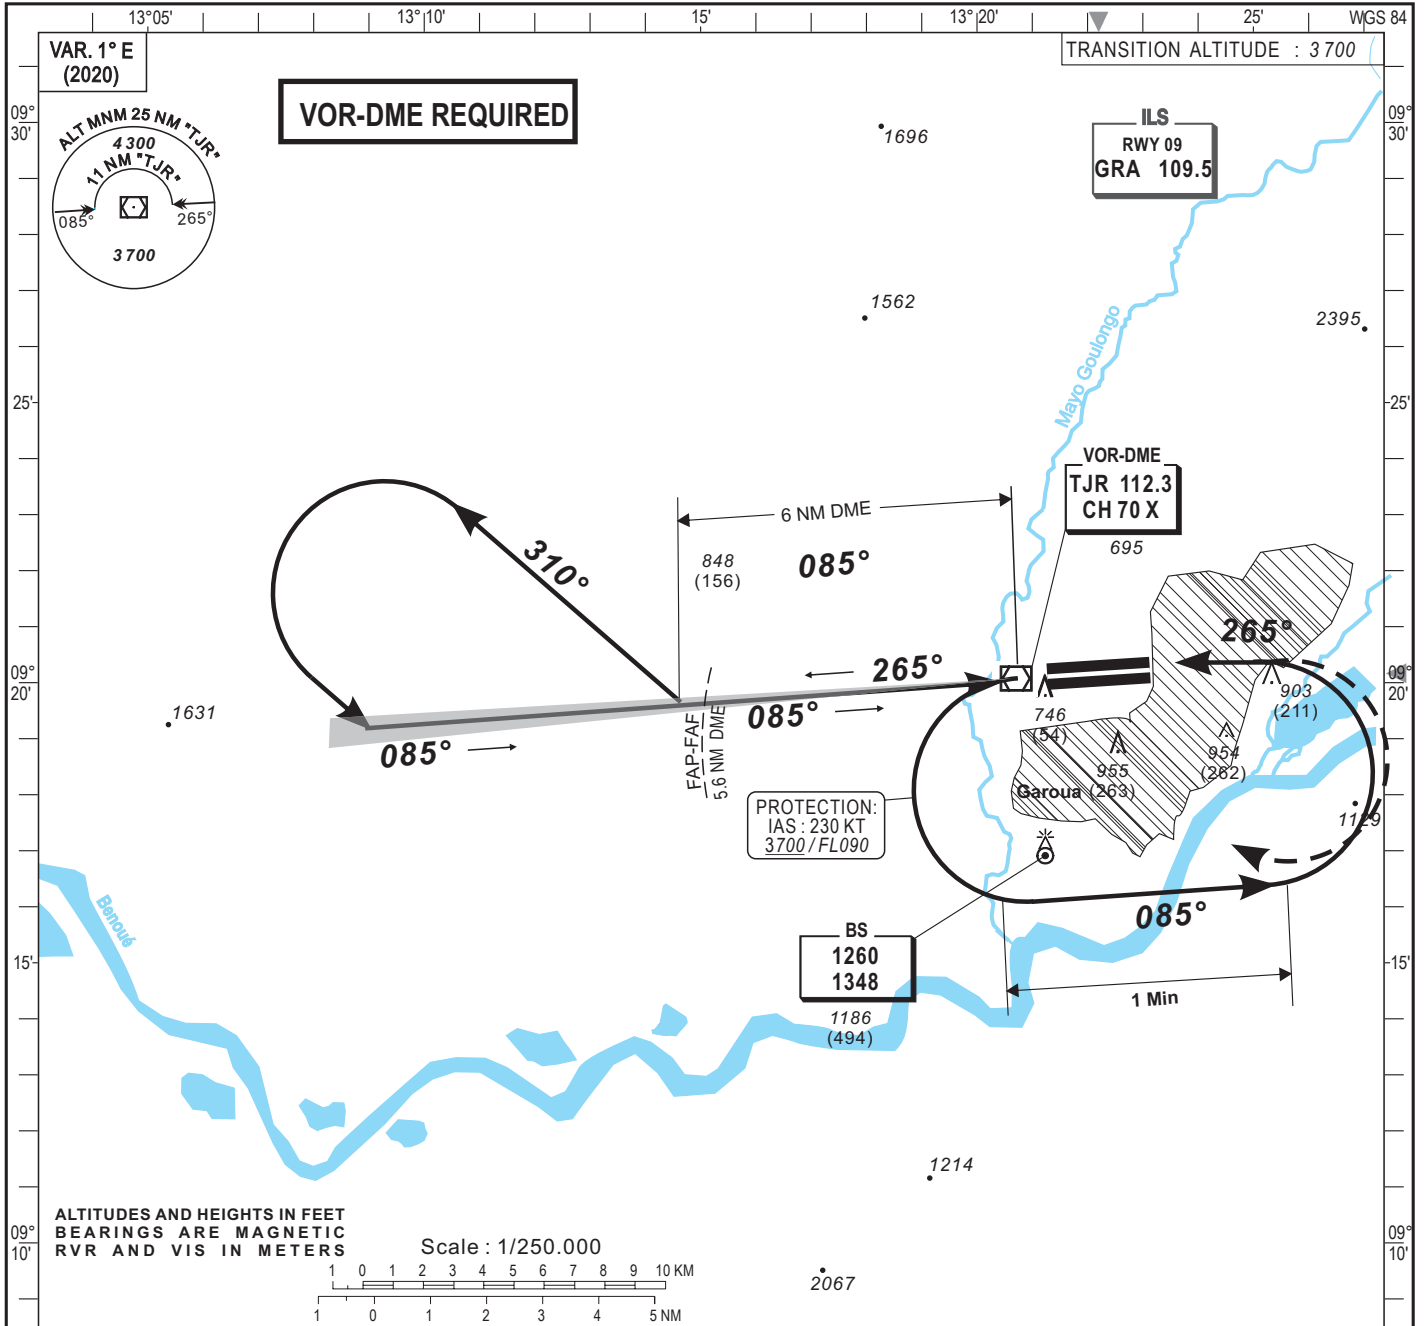 13°05'
13°10'
15'
13°20'
25'
WGS 84
VAR. 1° E
(2020)
TRANSITION ALTITUDE : 3 700
VOR-DME REQUIRED
09°
30'
09°
30'
ALT MNM 25 NM "TJR"
4 300
11 NM "TJR"
085°
265°
3 700
1696
ILS
RWY 09
GRA 109.5
1562
2395
Mayo Goulongo
25'
25'
VOR-DME
TJR 112.3
CH 70 X
695
6 NM DME
310°
848
(156)
085°
265°
265°
09°
20'
09°
20'
1631
085°
085°
FAP-FAF
5.6 NM DME
746
(54)
903
(211)
955
(263)
954
(262)
Garoua
PROTECTION:
IAS : 230 KT
3700 / FL090
1129
085°
Benoué
BS
1260
1348
1186
(494)
15'
15'
1 Min
1214
ALTITUDES AND HEIGHTS IN FEET
BEARINGS ARE MAGNETIC
RVR AND VIS IN METERS
09°
10'
09°
10'
Scale : 1/250.000
1 0 1 2 3 4 5 6 7 8 9 10 KM
1 0 1 2 3 4 5 NM
2067